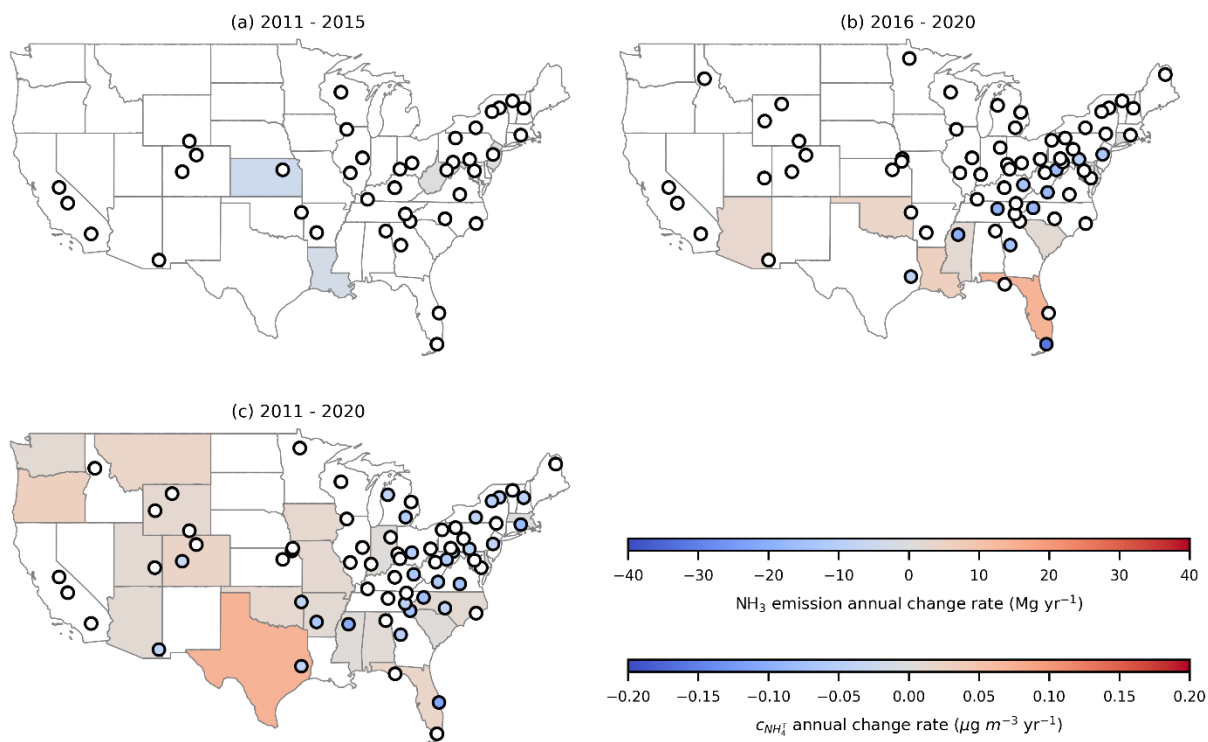 (a) 2011 - 2015
(b) 2016 - 2020
(c) 2011 - 2020
−40 −30 −20 −10 0 10 20 30 40
NH₃ emission annual change rate (Mg yr⁻¹)
−0.20 −0.15 −0.10 −0.05 0.00 0.05 0.10 0.15 0.20
c_{NH₄ᵀ} annual change rate (μg m⁻³ yr⁻¹)